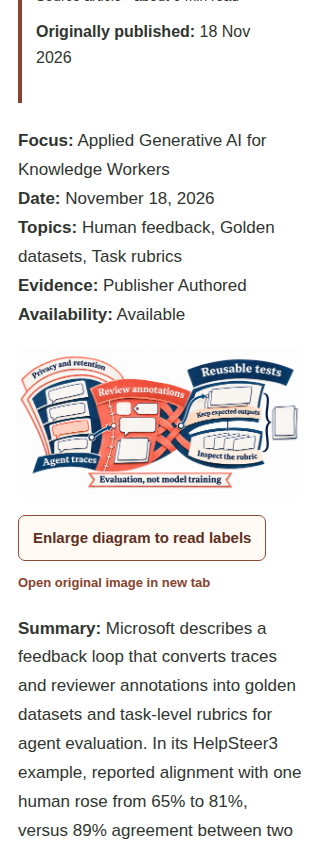 Originally published: 18 Nov
2026
Focus: Applied Generative AI for
Knowledge Workers
Date: November 18, 2026
Topics: Human feedback, Golden
datasets, Task rubrics
Evidence: Publisher Authored
Availability: Available
Privacy and retention
Review annotations
Reusable tests
Keep expected outputs
Agent traces
Inspect the rubric
Evaluation, not model training
Enlarge diagram to read labels
Open original image in new tab
Summary: Microsoft describes a
feedback loop that converts traces
and reviewer annotations into golden
datasets and task-level rubrics for
agent evaluation. In its HelpSteer3
example, reported alignment with one
human rose from 65% to 81%,
versus 89% agreement between two